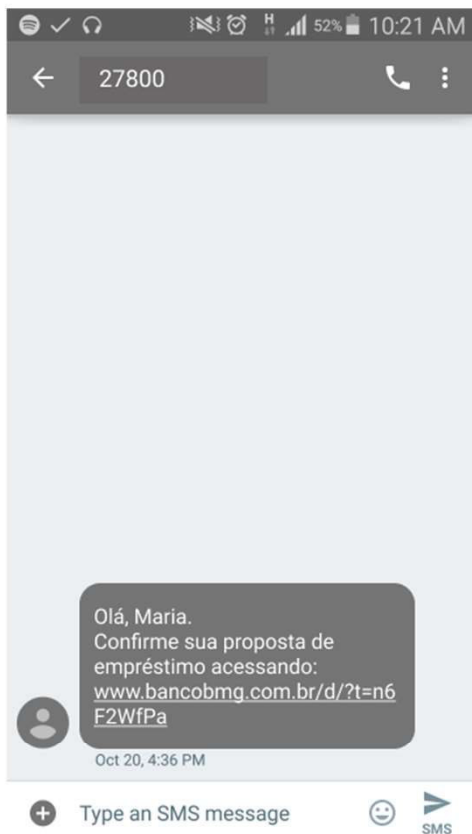 52% 10:21 AM
27800
Olá, Maria.
Confirme sua proposta de
empréstimo acessando:
www.bancobmg.com.br/d/?t=n6
F2WfPa
Oct 20, 4:36 PM
Type an SMS message
SMS